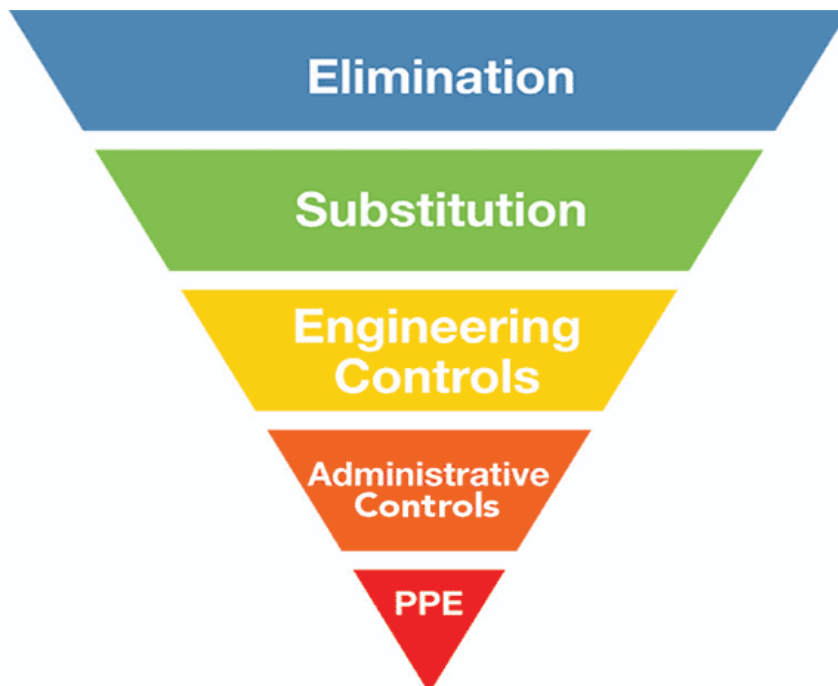 Elimination
Substitution
Engineering
Controls
Administrative
Controls
PPE